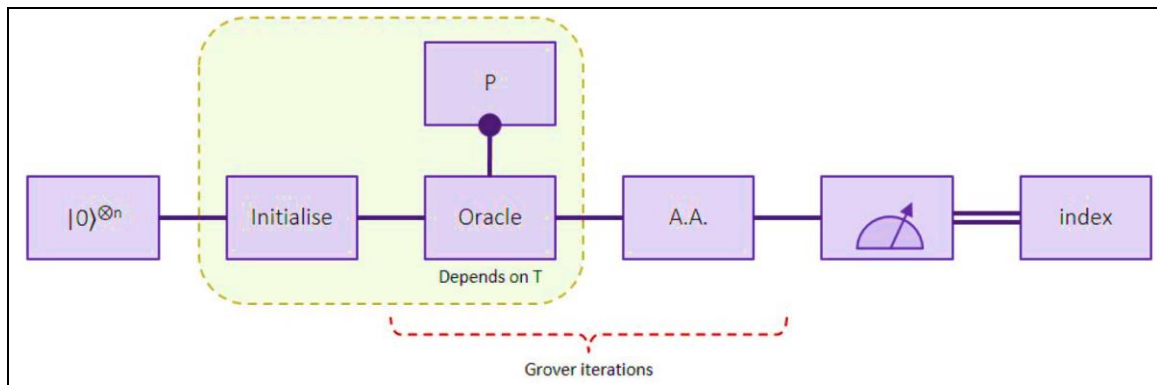 P
|0⟩⊗n
Initialise
Oracle
A.A.
index
Depends on T
Grover iterations